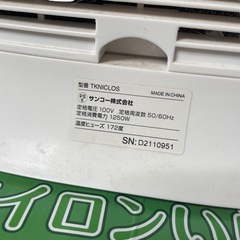 型番 TKNICLOS MADE IN CHINA
PSE サンコー株式会社
定格電圧 100V 定格周波数 50/60Hz
定格消費電力 1250W
温度ヒューズ 172度
SN: D2110951
イロンい